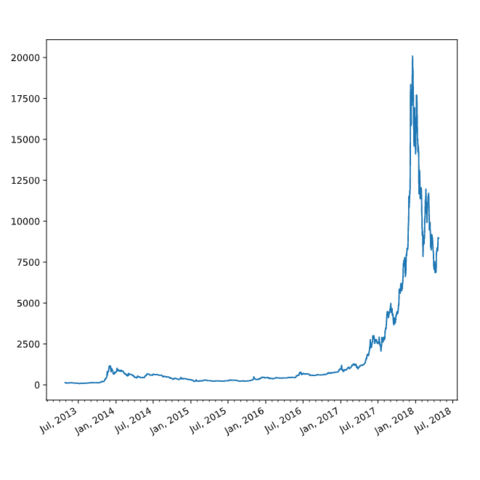 20000
17500
15000
12500
10000
7500
5000
2500
0
Jul, 2013
Jan, 2014
Jul, 2014
Jan, 2015
Jul, 2015
Jan, 2016
Jul, 2016
Jan, 2017
Jul, 2017
Jan, 2018
Jul, 2018